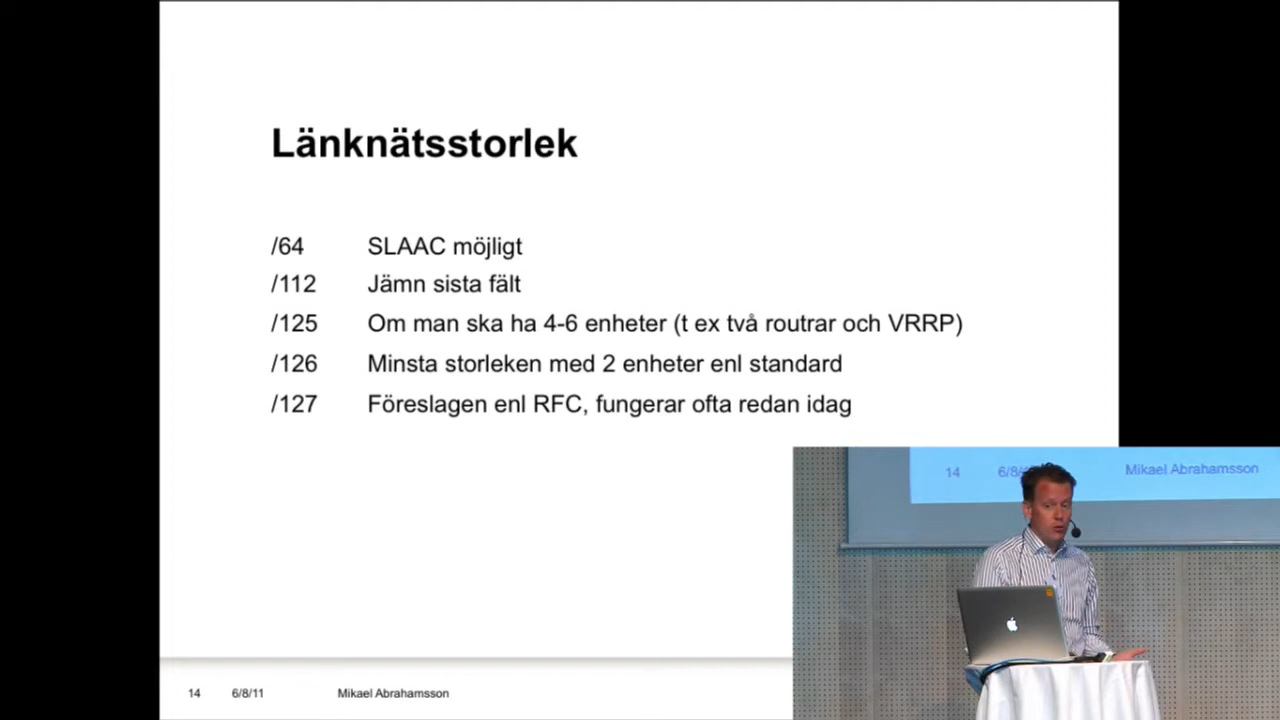 Länknätsstorlek
/64 SLAAC möjligt
/112 Jämn sista fält
/125 Om man ska ha 4-6 enheter (t ex två routrar och VRRP)
/126 Minsta storleken med 2 enheter enl standard
/127 Föreslagen enl RFC, fungerar ofta redan idag
14 6/8/11 Mikael Abrahamsson
14 6/8/ Mikael Abrahamsson